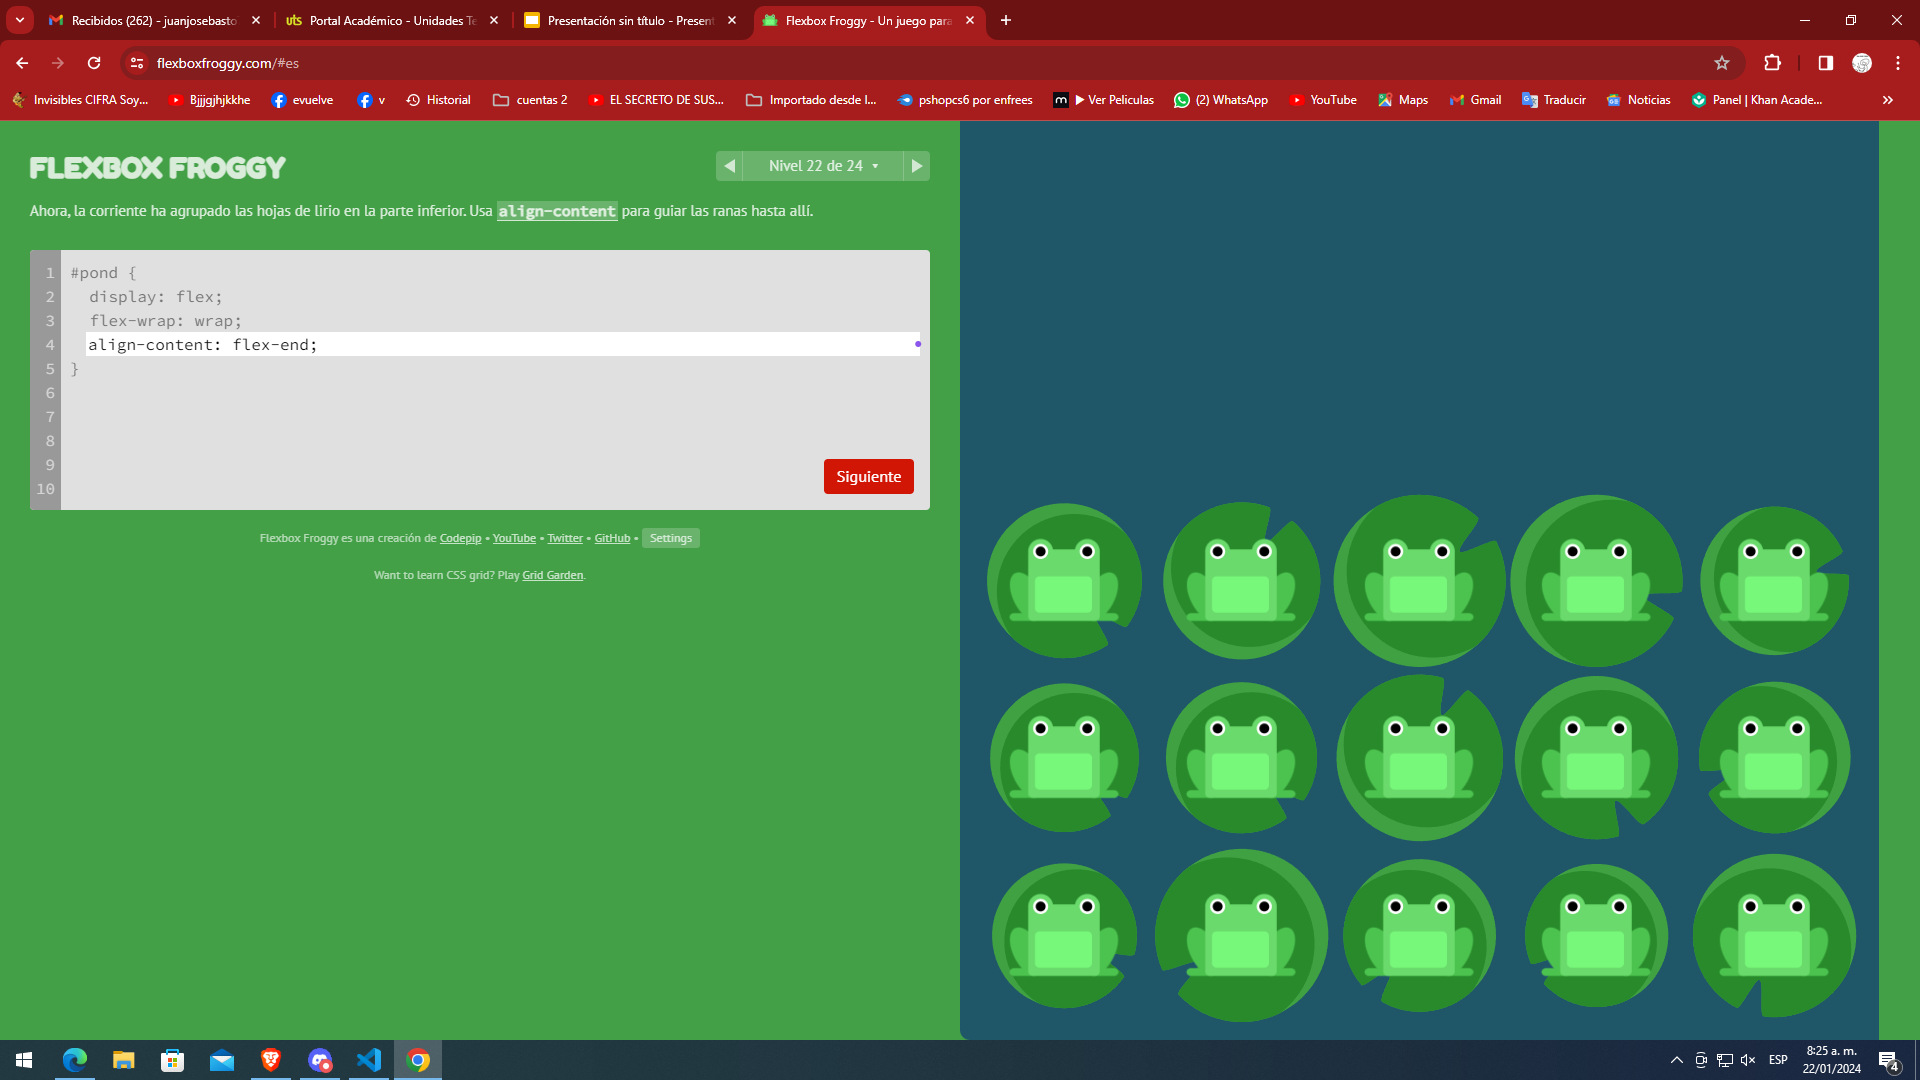 Recibidos (262) - juanjosebasto
uts Portal Académico - Unidades Te
Presentación sin título - Present
Flexbox Froggy - Un juego para
flexboxfroggy.com/#es
Invisibles CIFRA Soy...
Bjjjgjhjkkhe
evuelve
v
Historial
cuentas 2
EL SECRETO DE SUS...
Importado desde l...
pshopcs6 por enfrees
m ▶ Ver Peliculas
(2) WhatsApp
YouTube
Maps
Gmail
Traducir
Noticias
Panel | Khan Acade...
»
FLEXBOX FROGGY
Nivel 22 de 24
Ahora, la corriente ha agrupado las hojas de lirio en la parte inferior. Usa align-content para guiar las ranas hasta allí.
1 #pond {
2 display: flex;
3 flex-wrap: wrap;
4 align-content: flex-end;
5 }
6
7
8
9
10
Siguiente
Flexbox Froggy es una creación de Codepip • YouTube • Twitter • GitHub • Settings
Want to learn CSS grid? Play Grid Garden.
ESP
8:25 a. m.
22/01/2024
4